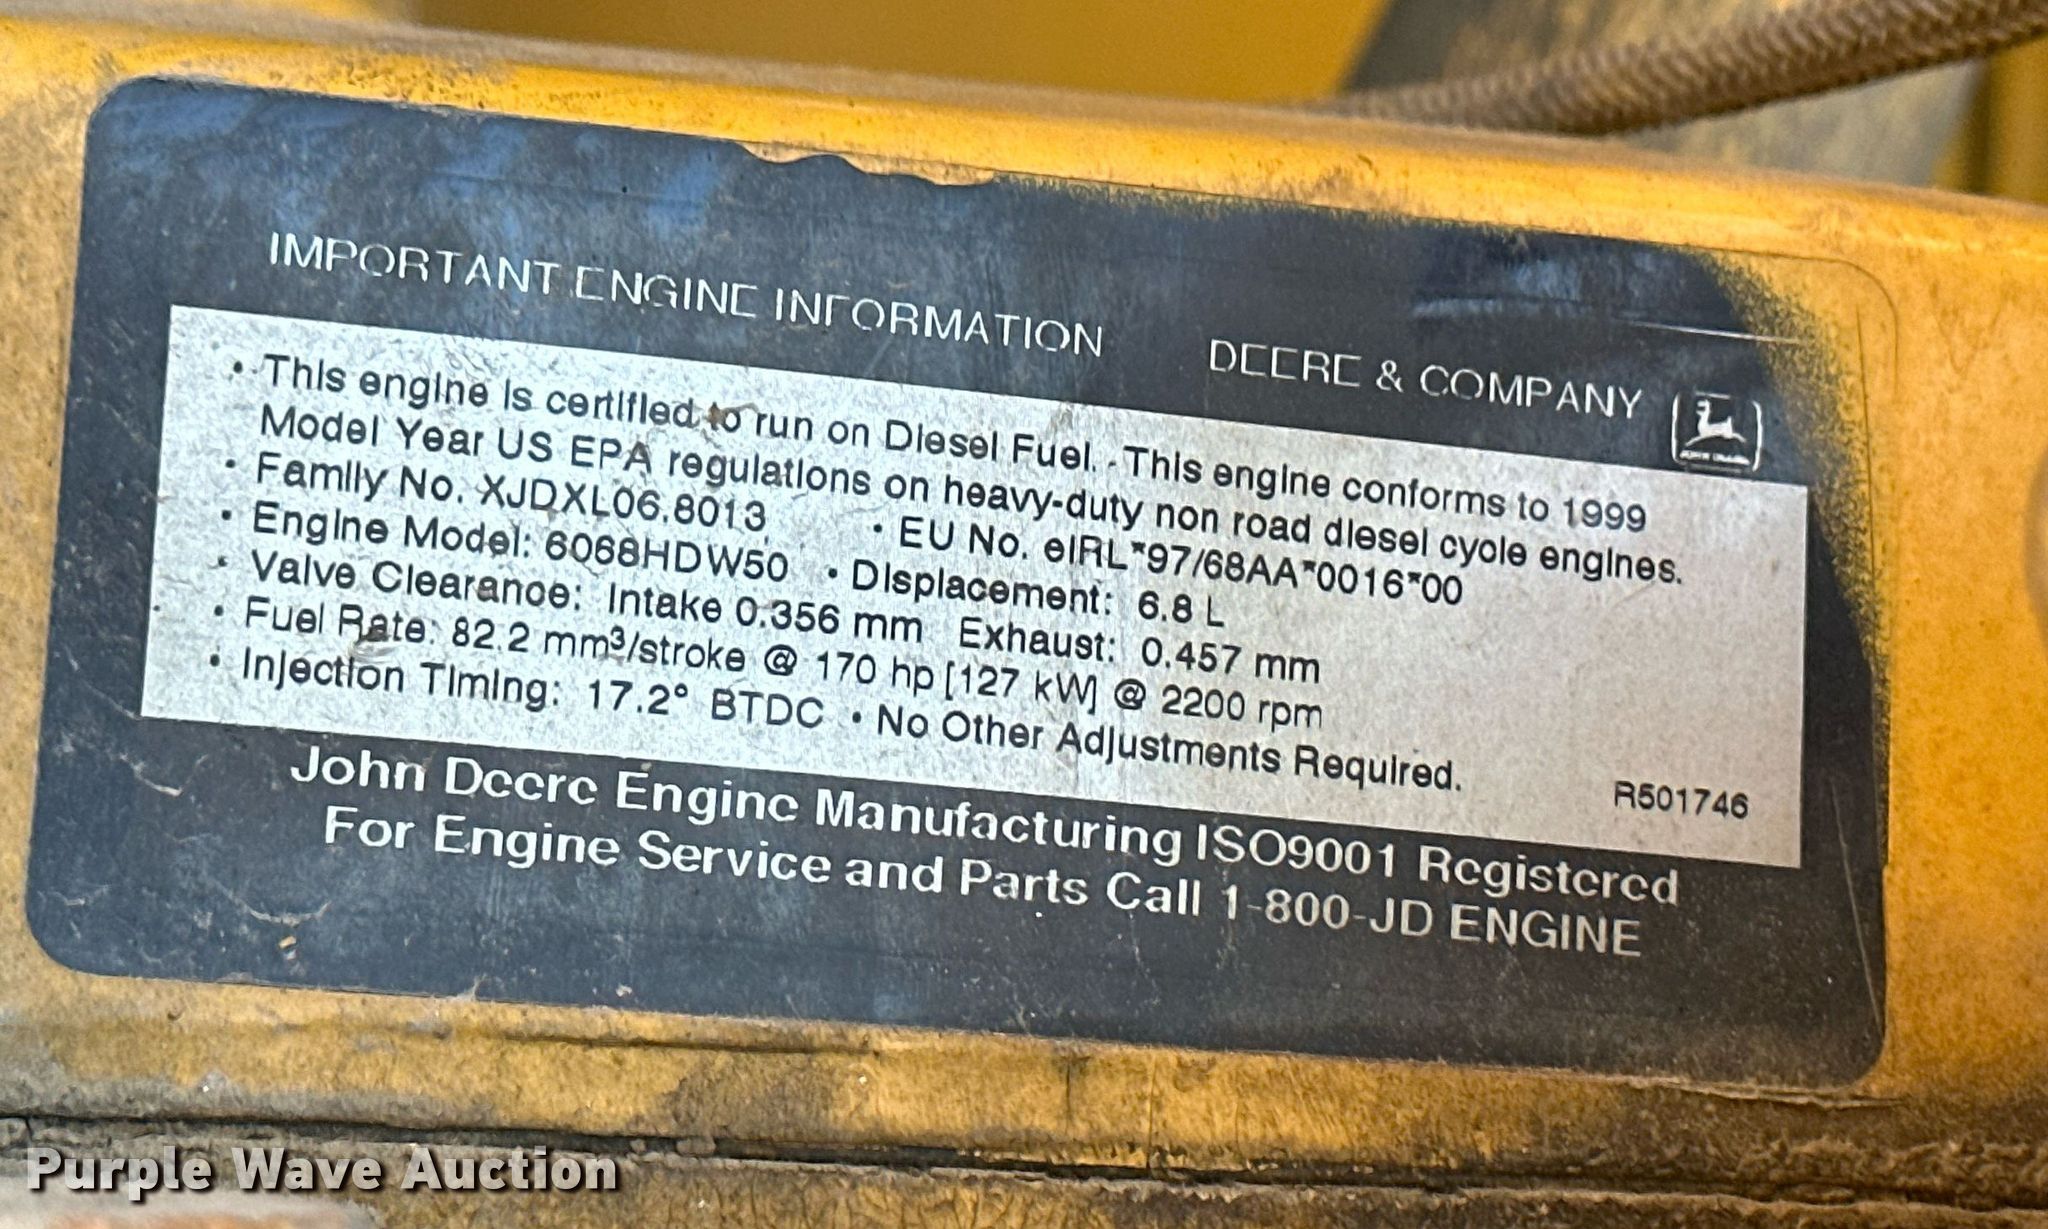 IMPORTANT ENGINE INFORMATION DEERE & COMPANY
JOHN DEERE
• This engine is certified to run on Diesel Fuel. - This engine conforms to 1999
Model Year US EPA regulations on heavy-duty non road diesel cycle engines.
• Family No. XJDXL06.8013 • EU No. eIRL*97/68AA*0016*00
• Engine Model: 6068HDW50 • Displacement: 6.8 L
• Valve Clearance: Intake 0.356 mm Exhaust: 0.457 mm
• Fuel Rate: 82.2 mm³/stroke @ 170 hp [127 kW] @ 2200 rpm
• Injection Timing: 17.2° BTDC • No Other Adjustments Required.
R501746
John Deere Engine Manufacturing ISO9001 Registered
For Engine Service and Parts Call 1-800-JD ENGINE
Purple Wave Auction